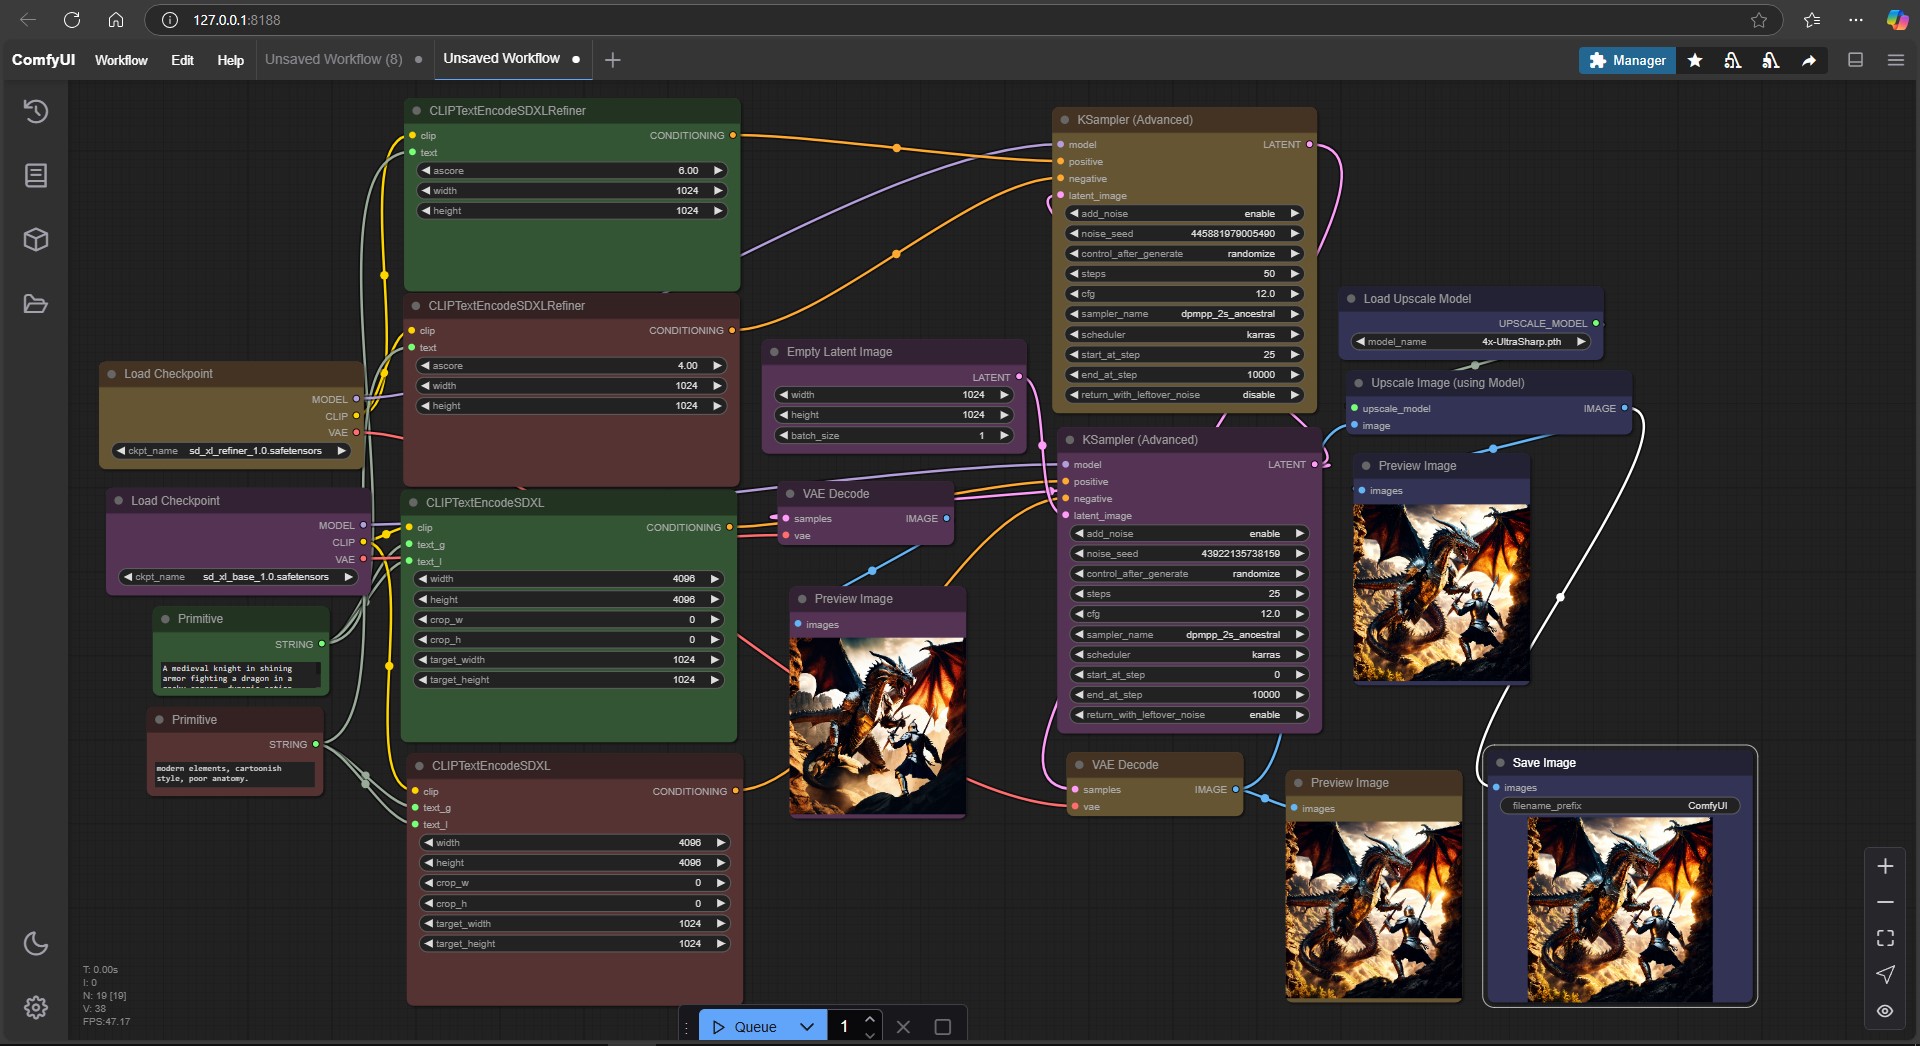 127.0.0.1:8188
ComfyUI
Workflow
Edit
Help
Unsaved Workflow (8)
Unsaved Workflow
Manager
CLIPTextEncodeSDXLRefiner
clip
CONDITIONING
text
ascore 6.00
width 1024
height 1024
CLIPTextEncodeSDXLRefiner
clip
CONDITIONING
text
ascore 4.00
width 1024
height 1024
Load Checkpoint
MODEL
CLIP
VAE
ckpt_name sd_xl_refiner_1.0.safetensors
Load Checkpoint
MODEL
CLIP
VAE
ckpt_name sd_xl_base_1.0.safetensors
Primitive
STRING
A medieval knight in shining
armor fighting a dragon in a
Primitive
STRING
modern elements, cartoonish
style, poor anatomy.
CLIPTextEncodeSDXL
clip
CONDITIONING
text_g
text_l
width 4096
height 4096
crop_w 0
crop_h 0
target_width 1024
target_height 1024
CLIPTextEncodeSDXL
clip
CONDITIONING
text_g
text_l
width 4096
height 4096
crop_w 0
crop_h 0
target_width 1024
target_height 1024
Empty Latent Image
LATENT
width 1024
height 1024
batch_size 1
VAE Decode
samples
IMAGE
vae
Preview Image
images
KSampler (Advanced)
model
LATENT
positive
negative
latent_image
add_noise enable
noise_seed 445881979005490
control_after_generate randomize
steps 50
cfg 12.0
sampler_name dpmpp_2s_ancestral
scheduler karras
start_at_step 25
end_at_step 10000
return_with_leftover_noise disable
KSampler (Advanced)
model
LATENT
positive
negative
latent_image
add_noise enable
noise_seed 43922135738159
control_after_generate randomize
steps 25
cfg 12.0
sampler_name dpmpp_2s_ancestral
scheduler karras
start_at_step 0
end_at_step 10000
return_with_leftover_noise enable
VAE Decode
samples
IMAGE
vae
Preview Image
images
Load Upscale Model
UPSCALE_MODEL
model_name 4x-UltraSharp.pth
Upscale Image (using Model)
upscale_model
IMAGE
image
Preview Image
images
Save Image
images
filename_prefix ComfyUI
T: 0.00s
I: 0
N: 19 [19]
V: 38
FPS:47.17
Queue
1